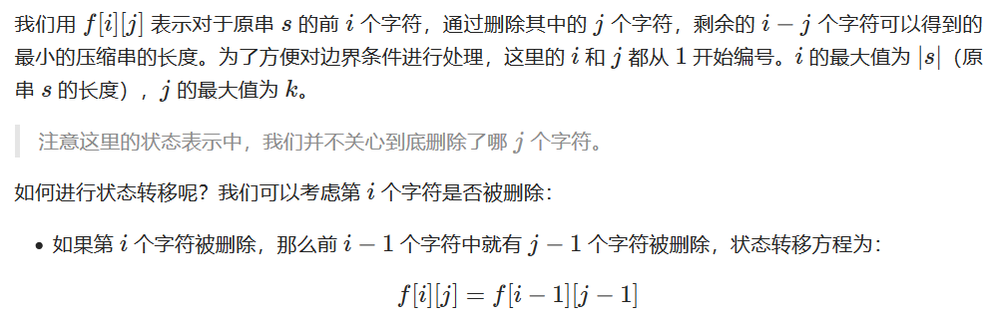 我们用 f[i][j] 表示对于原串 s 的前 i 个字符，通过删除其中的 j 个字符，剩余的 i − j 个字符可以得到的
最小的压缩串的长度。为了方便对边界条件进行处理，这里的 i 和 j 都从 1 开始编号。i 的最大值为 |s|（原
串 s 的长度），j 的最大值为 k。
注意这里的状态表示中，我们并不关心到底删除了哪 j 个字符。
如何进行状态转移呢？我们可以考虑第 i 个字符是否被删除：
• 如果第 i 个字符被删除，那么前 i − 1 个字符中就有 j − 1 个字符被删除，状态转移方程为：
f[i][j] = f[i − 1][j − 1]